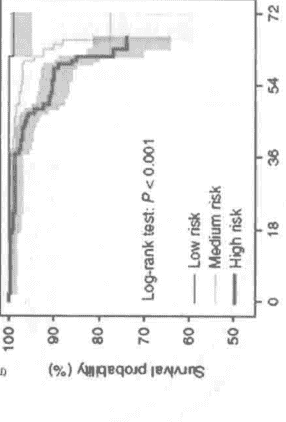 100
90
80
70
60
50
Survival probability (%)
Log-rank test: P < 0.001
Low risk
Medium risk
High risk
0
18
36
54
72